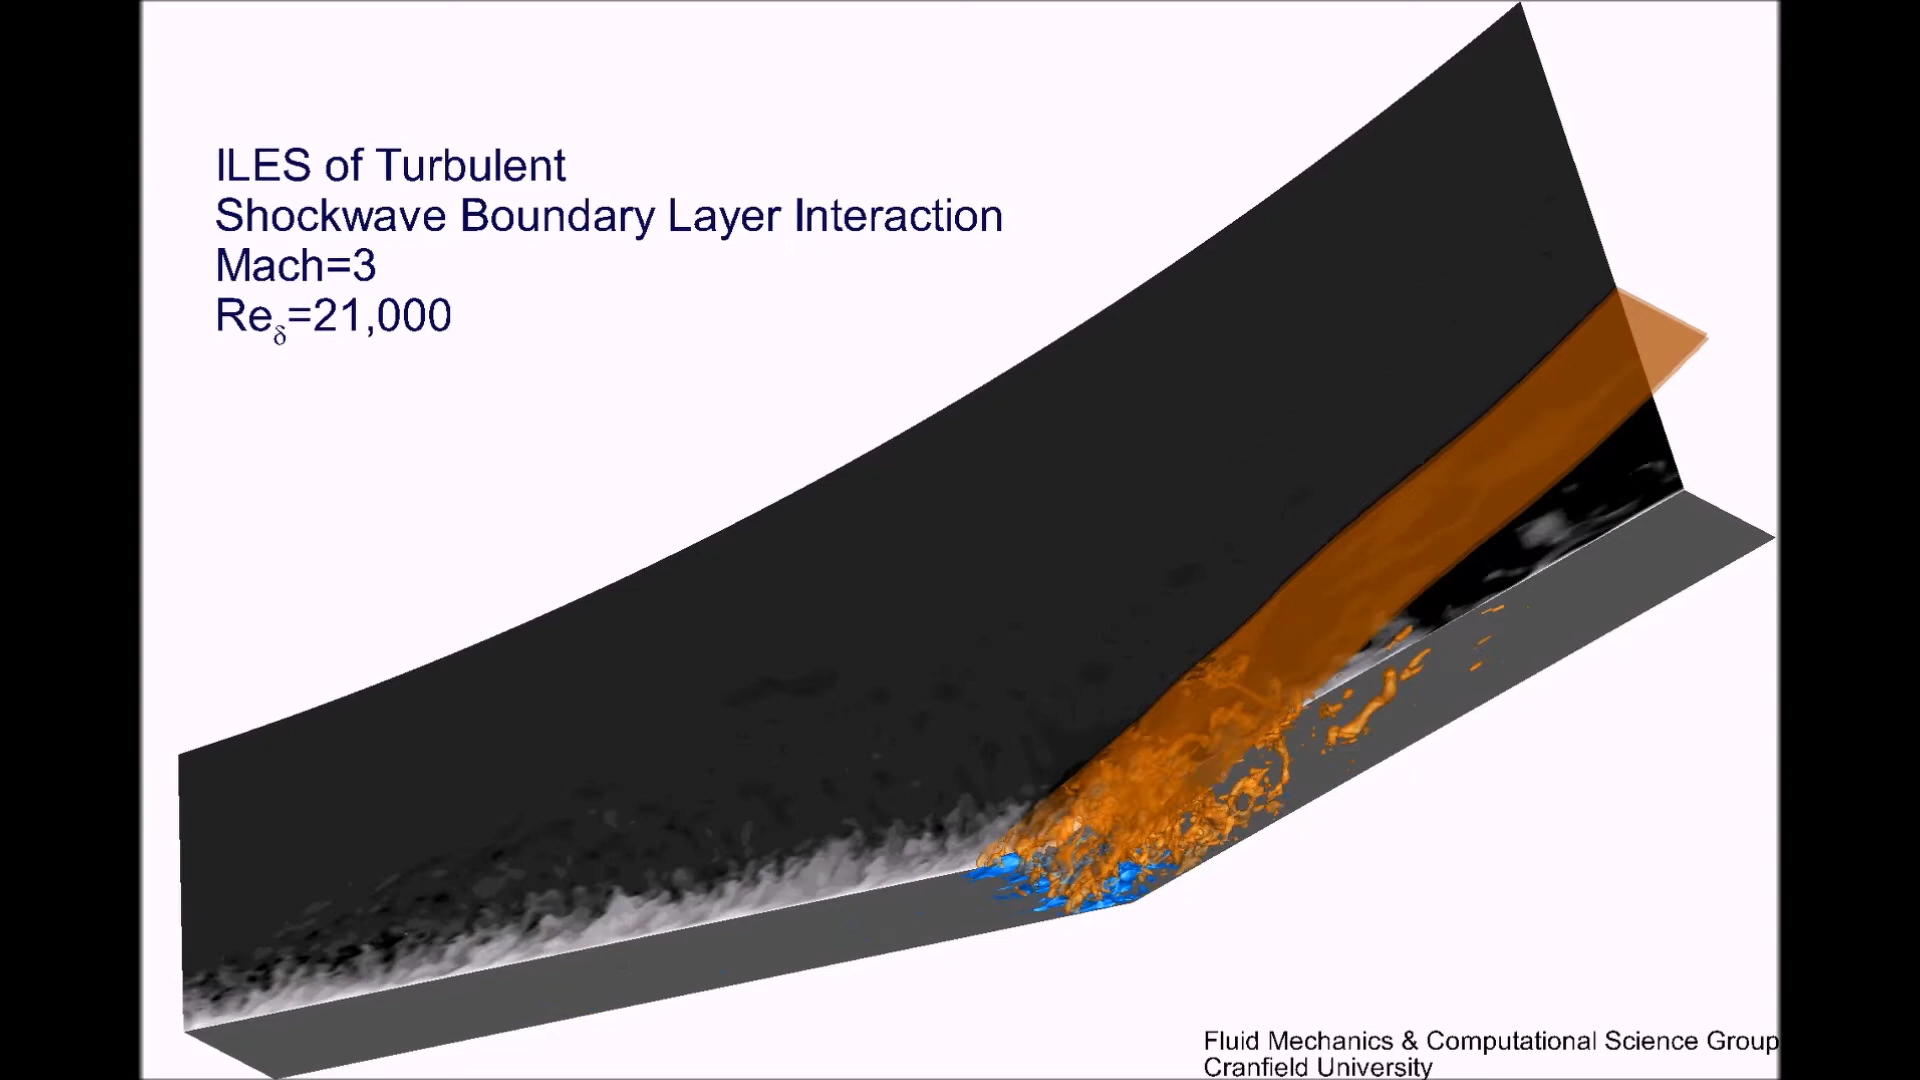 ILES of Turbulent
Shockwave Boundary Layer Interaction
Mach=3
Reδ=21,000
Fluid Mechanics & Computational Science Group
Cranfield University